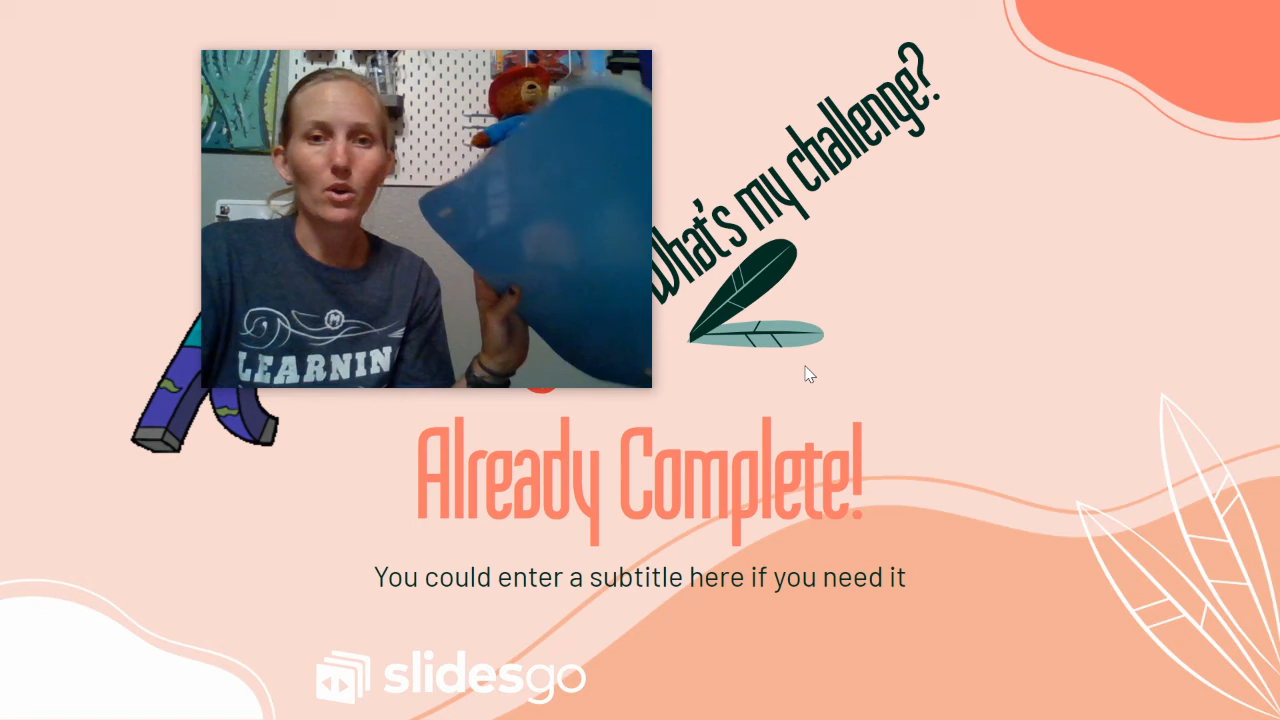 What's my challenge?
M
LEARNIN
Already Complete!
You could enter a subtitle here if you need it
slidesgo